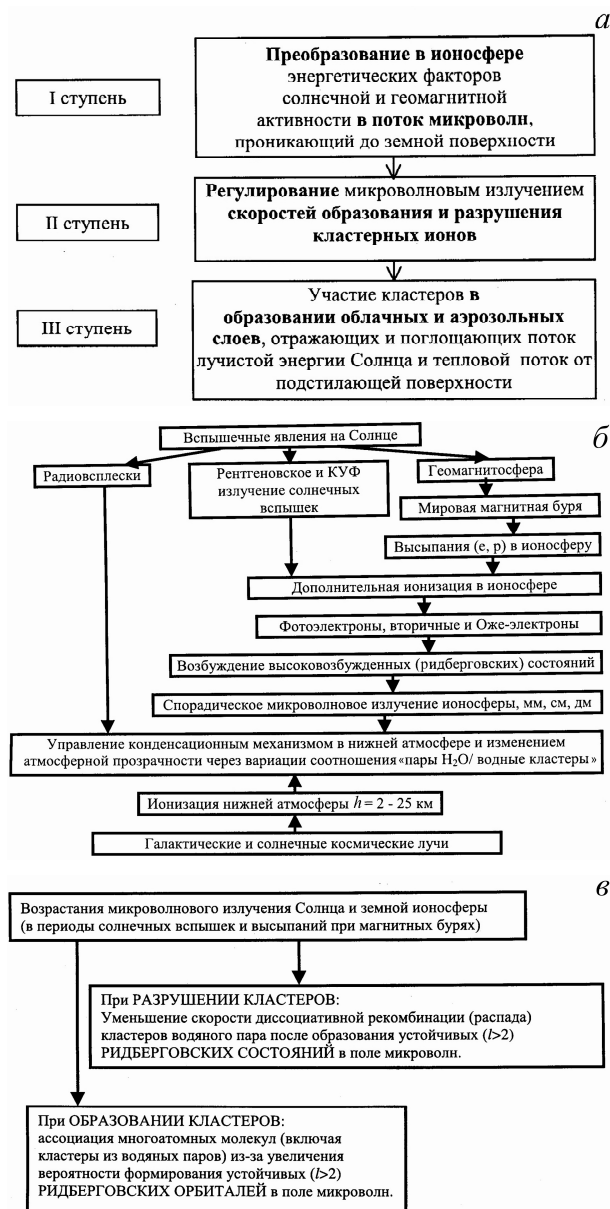 а
Преобразование в ионосфере
энергетических факторов
солнечной и геомагнитной
активности в поток микроволн,
проникающий до земной поверхности
I ступень
Регулирование микроволновым излучением
скоростей образования и разрушения
кластерных ионов
II ступень
Участие кластеров в
образовании облачных и аэрозольных
слоев, отражающих и поглощающих поток
лучистой энергии Солнца и тепловой поток от
подстилающей поверхности
III ступень
б
Вспышечные явления на Солнце
Радиовсплески
Рентгеновское и КУФ
излучение солнечных
вспышек
Геомагнитосфера
Мировая магнитная буря
Высыпания (е, р) в ионосферу
Дополнительная ионизация в ионосфере
Фотоэлектроны, вторичные и Оже-электроны
Возбуждение высоковозбужденных (ридберговских) состояний
Спорадическое микроволновое излучение ионосферы, мм, см, дм
Управление конденсационным механизмом в нижней атмосфере и изменением
атмосферной прозрачности через вариации соотношения «пары H₂O/ водные кластеры»
Ионизация нижней атмосферы h = 2 - 25 км
Галактические и солнечные космические лучи
в
Возрастания микроволнового излучения Солнца и земной ионосферы
(в периоды солнечных вспышек и высыпаний при магнитных бурях)
При РАЗРУШЕНИИ КЛАСТЕРОВ:
Уменьшение скорости диссоциативной рекомбинации (распада)
кластеров водяного пара после образования устойчивых (l>2)
РИДБЕРГОВСКИХ СОСТОЯНИЙ в поле микроволн.
При ОБРАЗОВАНИИ КЛАСТЕРОВ:
ассоциация многоатомных молекул (включая
кластеры из водяных паров) из-за увеличения
вероятности формирования устойчивых (l>2)
РИДБЕРГОВСКИХ ОРБИТАЛЕЙ в поле микроволн.